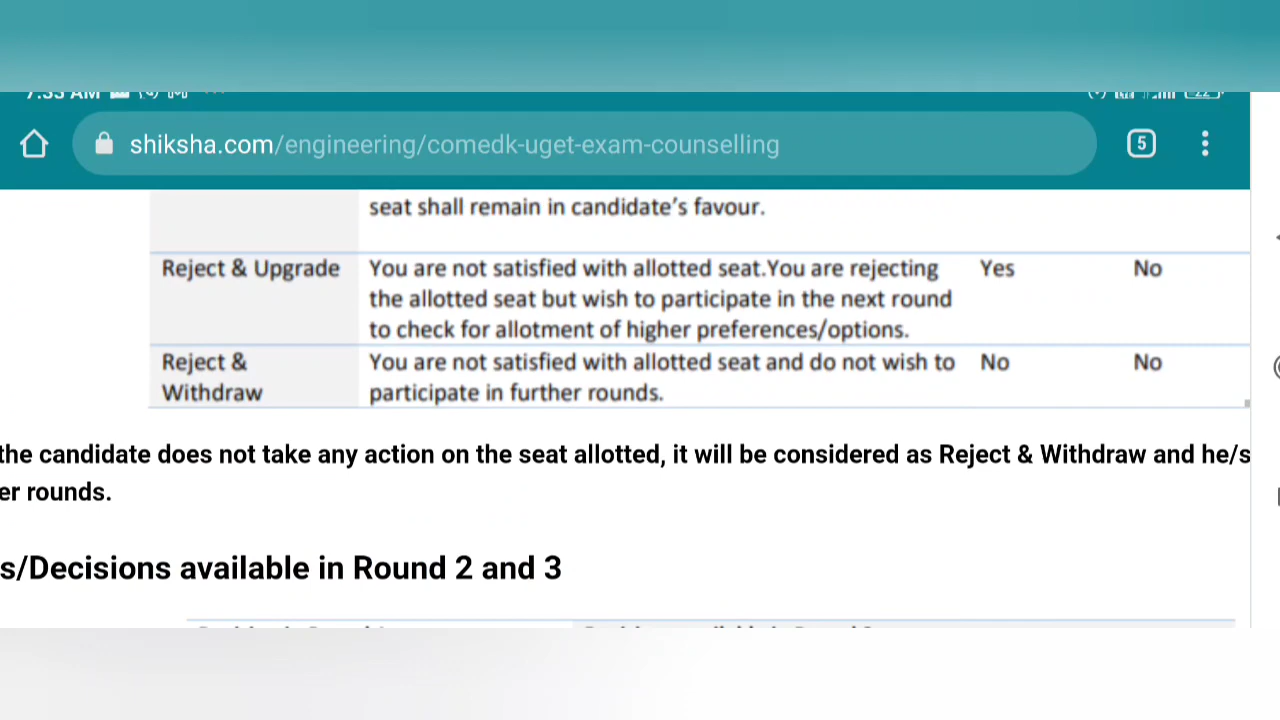 7:33 AM
shiksha.com/engineering/comedk-uget-exam-counselling
5
seat shall remain in candidate's favour.
Reject & Upgrade You are not satisfied with allotted seat.You are rejecting Yes No
the allotted seat but wish to participate in the next round
to check for allotment of higher preferences/options.
Reject & You are not satisfied with allotted seat and do not wish to No No
Withdraw participate in further rounds.
the candidate does not take any action on the seat allotted, it will be considered as Reject & Withdraw and he/s
er rounds.
s/Decisions available in Round 2 and 3